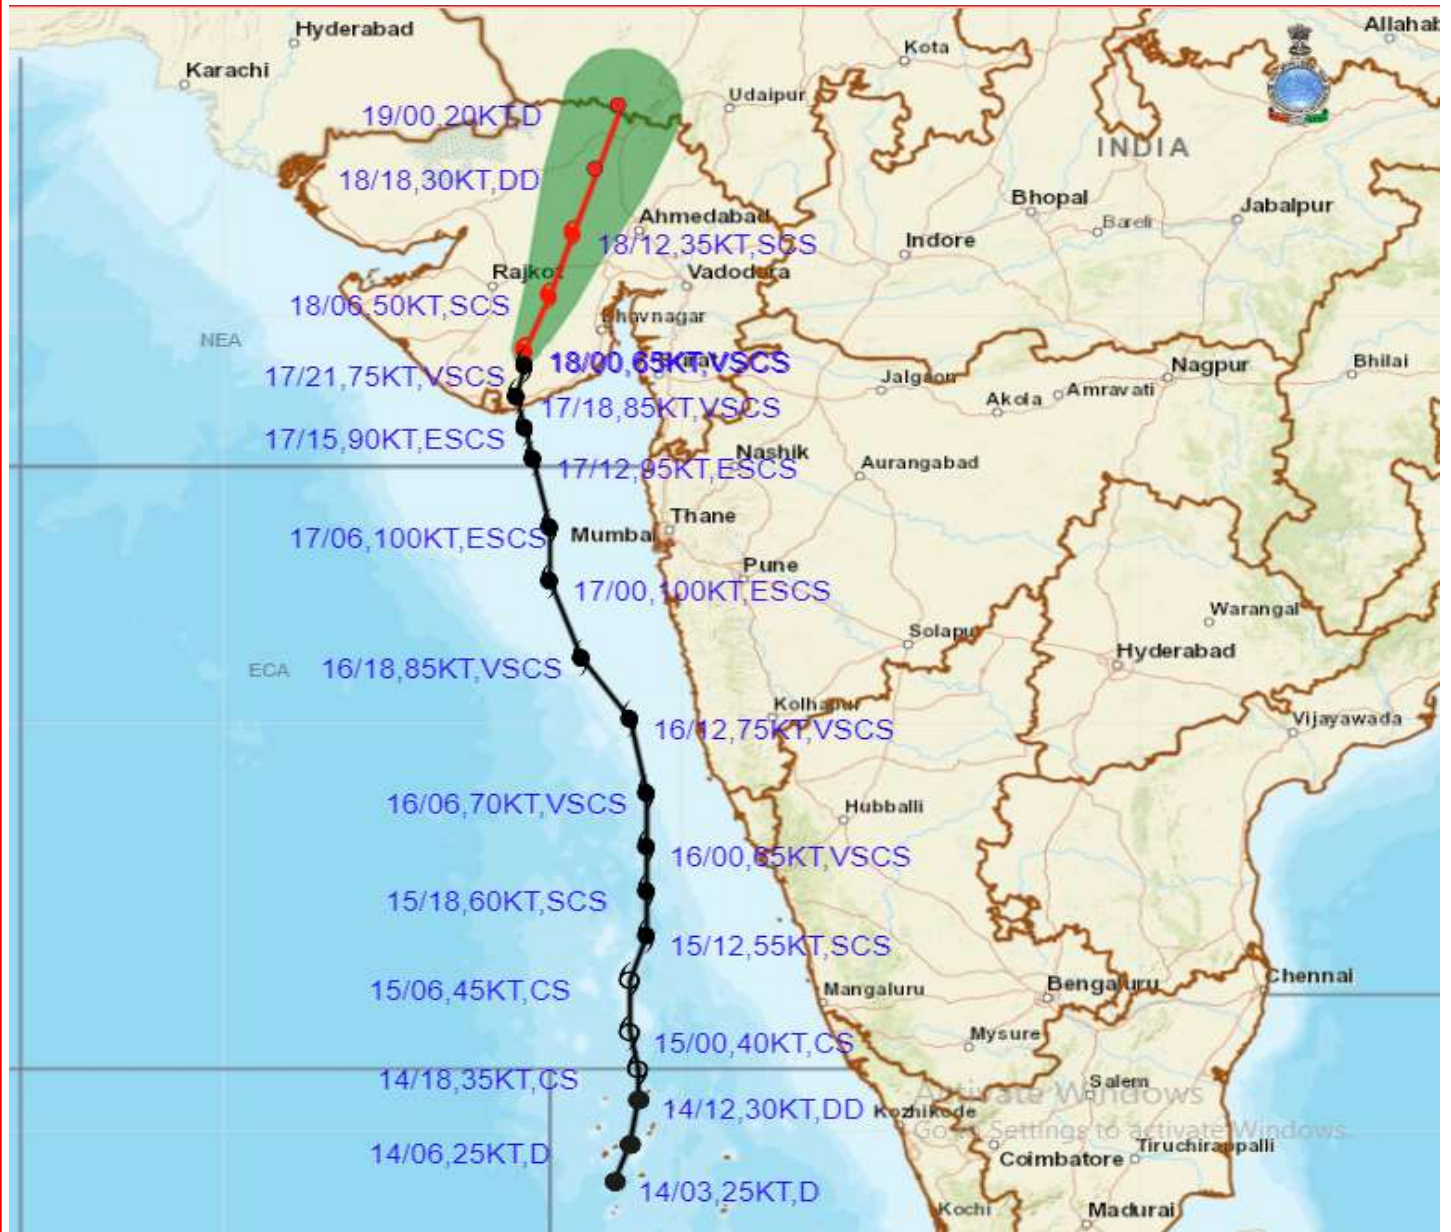 Hyderabad
Allahab
Kota
Karachi
Udaipur
19/00,20KT,D
INDIA
18/18,30KT,DD
Bhopal
Jabalpur
Ahmedabad
Bareli
18/12,35KT,SCS
Indore
Rajkot
Vadodara
18/06,50KT,SCS
Bhavnagar
NEA
18/00,65KT,VSCS
Nagpur
Bhilai
17/21,75KT,VSCS
Jalgaon
Amravati
Akola
17/18,85KT,VSCS
17/15,90KT,ESCS
Nashik
Aurangabad
17/12,95KT,ESCS
Thane
17/06,100KT,ESCS
Mumbai
Pune
17/00,100KT,ESCS
Warangal
Solapu
Hyderabad
16/18,85KT,VSCS
ECA
Kolhapur
Vijayawada
16/12,75KT,VSCS
16/06,70KT,VSCS
Hubballi
16/00,65KT,VSCS
15/18,60KT,SCS
15/12,55KT,SCS
Chennai
Bengaluru
15/06,45KT,CS
Mangaluru
Mysure
15/00,40KT,CS
14/18,35KT,CS
Salem
Activate Windows
14/12,30KT,DD
Kozhikode
Go to Settings to activate Windows.
Tiruchirappalli
14/06,25KT,D
Coimbatore
14/03,25KT,D
Kochi
Madurai